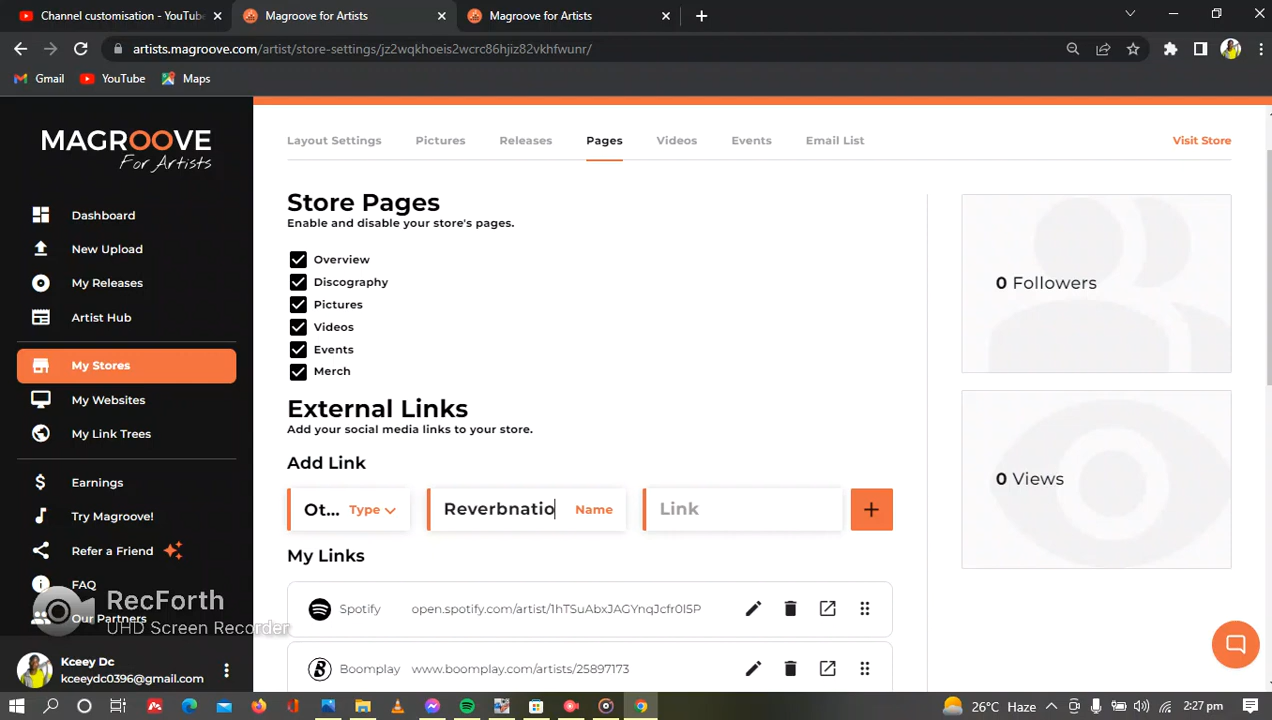 Channel customisation - YouTube
Magroove for Artists
Magroove for Artists
artists.magroove.com/artist/store-settings/jz2wqkhoeis2wcrc86hjiz82vkhfwunr/
Gmail YouTube Maps
MAGROOVE
For Artists
Dashboard
New Upload
My Releases
Artist Hub
My Stores
My Websites
My Link Trees
Earnings
Try Magroove!
Refer a Friend
FAQ
Our Partners
RecForth
UHD Screen Recorder
Kceey Dc
kceeydc0396@gmail.com
Layout Settings Pictures Releases Pages Videos Events Email List Visit Store
Store Pages
Enable and disable your store's pages.
Overview
Discography
Pictures
Videos
Events
Merch
External Links
Add your social media links to your store.
Add Link
Ot... Type Reverbnatio Name Link +
My Links
Spotify open.spotify.com/artist/1hTSuAbxJAGYnqJcfr0I5P
Boomplay www.boomplay.com/artists/25897173
0 Followers
0 Views
26°C Haze 2:27 pm